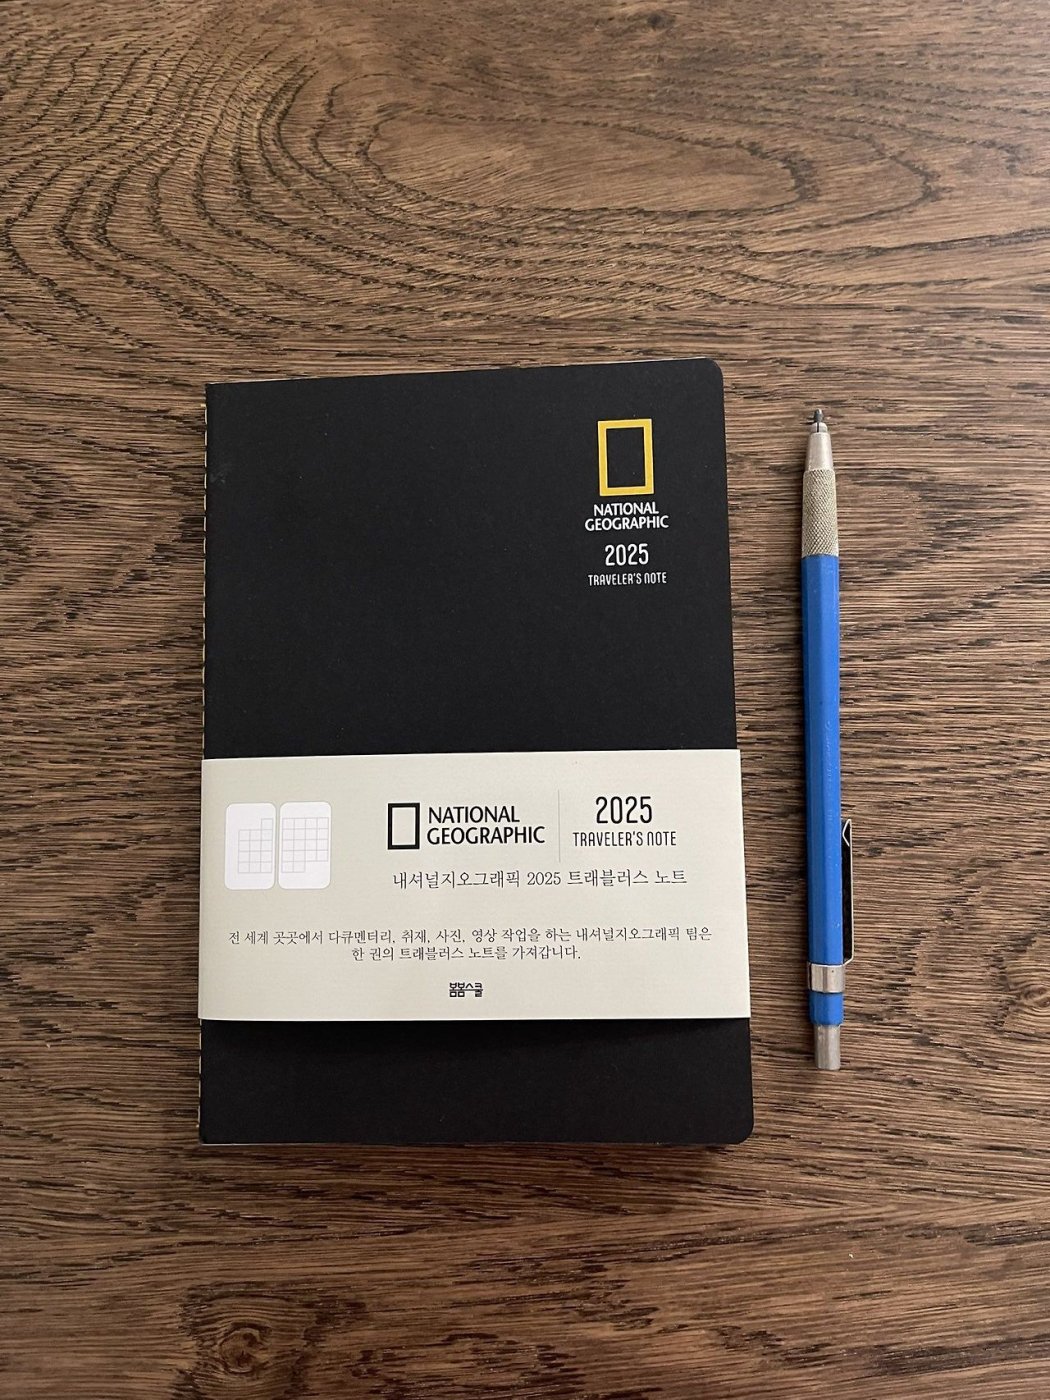 NATIONAL
GEOGRAPHIC
2025
TRAVELER'S NOTE
NATIONAL
GEOGRAPHIC
2025
TRAVELER'S NOTE
내셔널지오그래픽 2025 트래블러스 노트
전 세계 곳곳에서 다큐멘터리, 취재, 사진, 영상 작업을 하는 내셔널지오그래픽 팀은
한 권의 트래블러스 노트를 가져갑니다.
봄봄스쿨